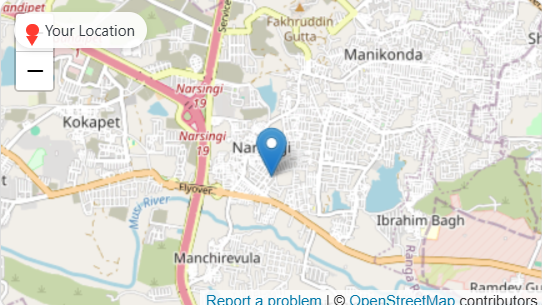 andipet
Your Location
Service
Fakhruddin
Gutta
Manikonda
Sh
−
Narsingi
19
Kokapet
Narsingi
19
Nar gi
t
Flyover
Musi River
Ibrahim Bagh
Manchirevula
Ranga
Ramdev Gu
Report a problem | © OpenStreetMap contributors